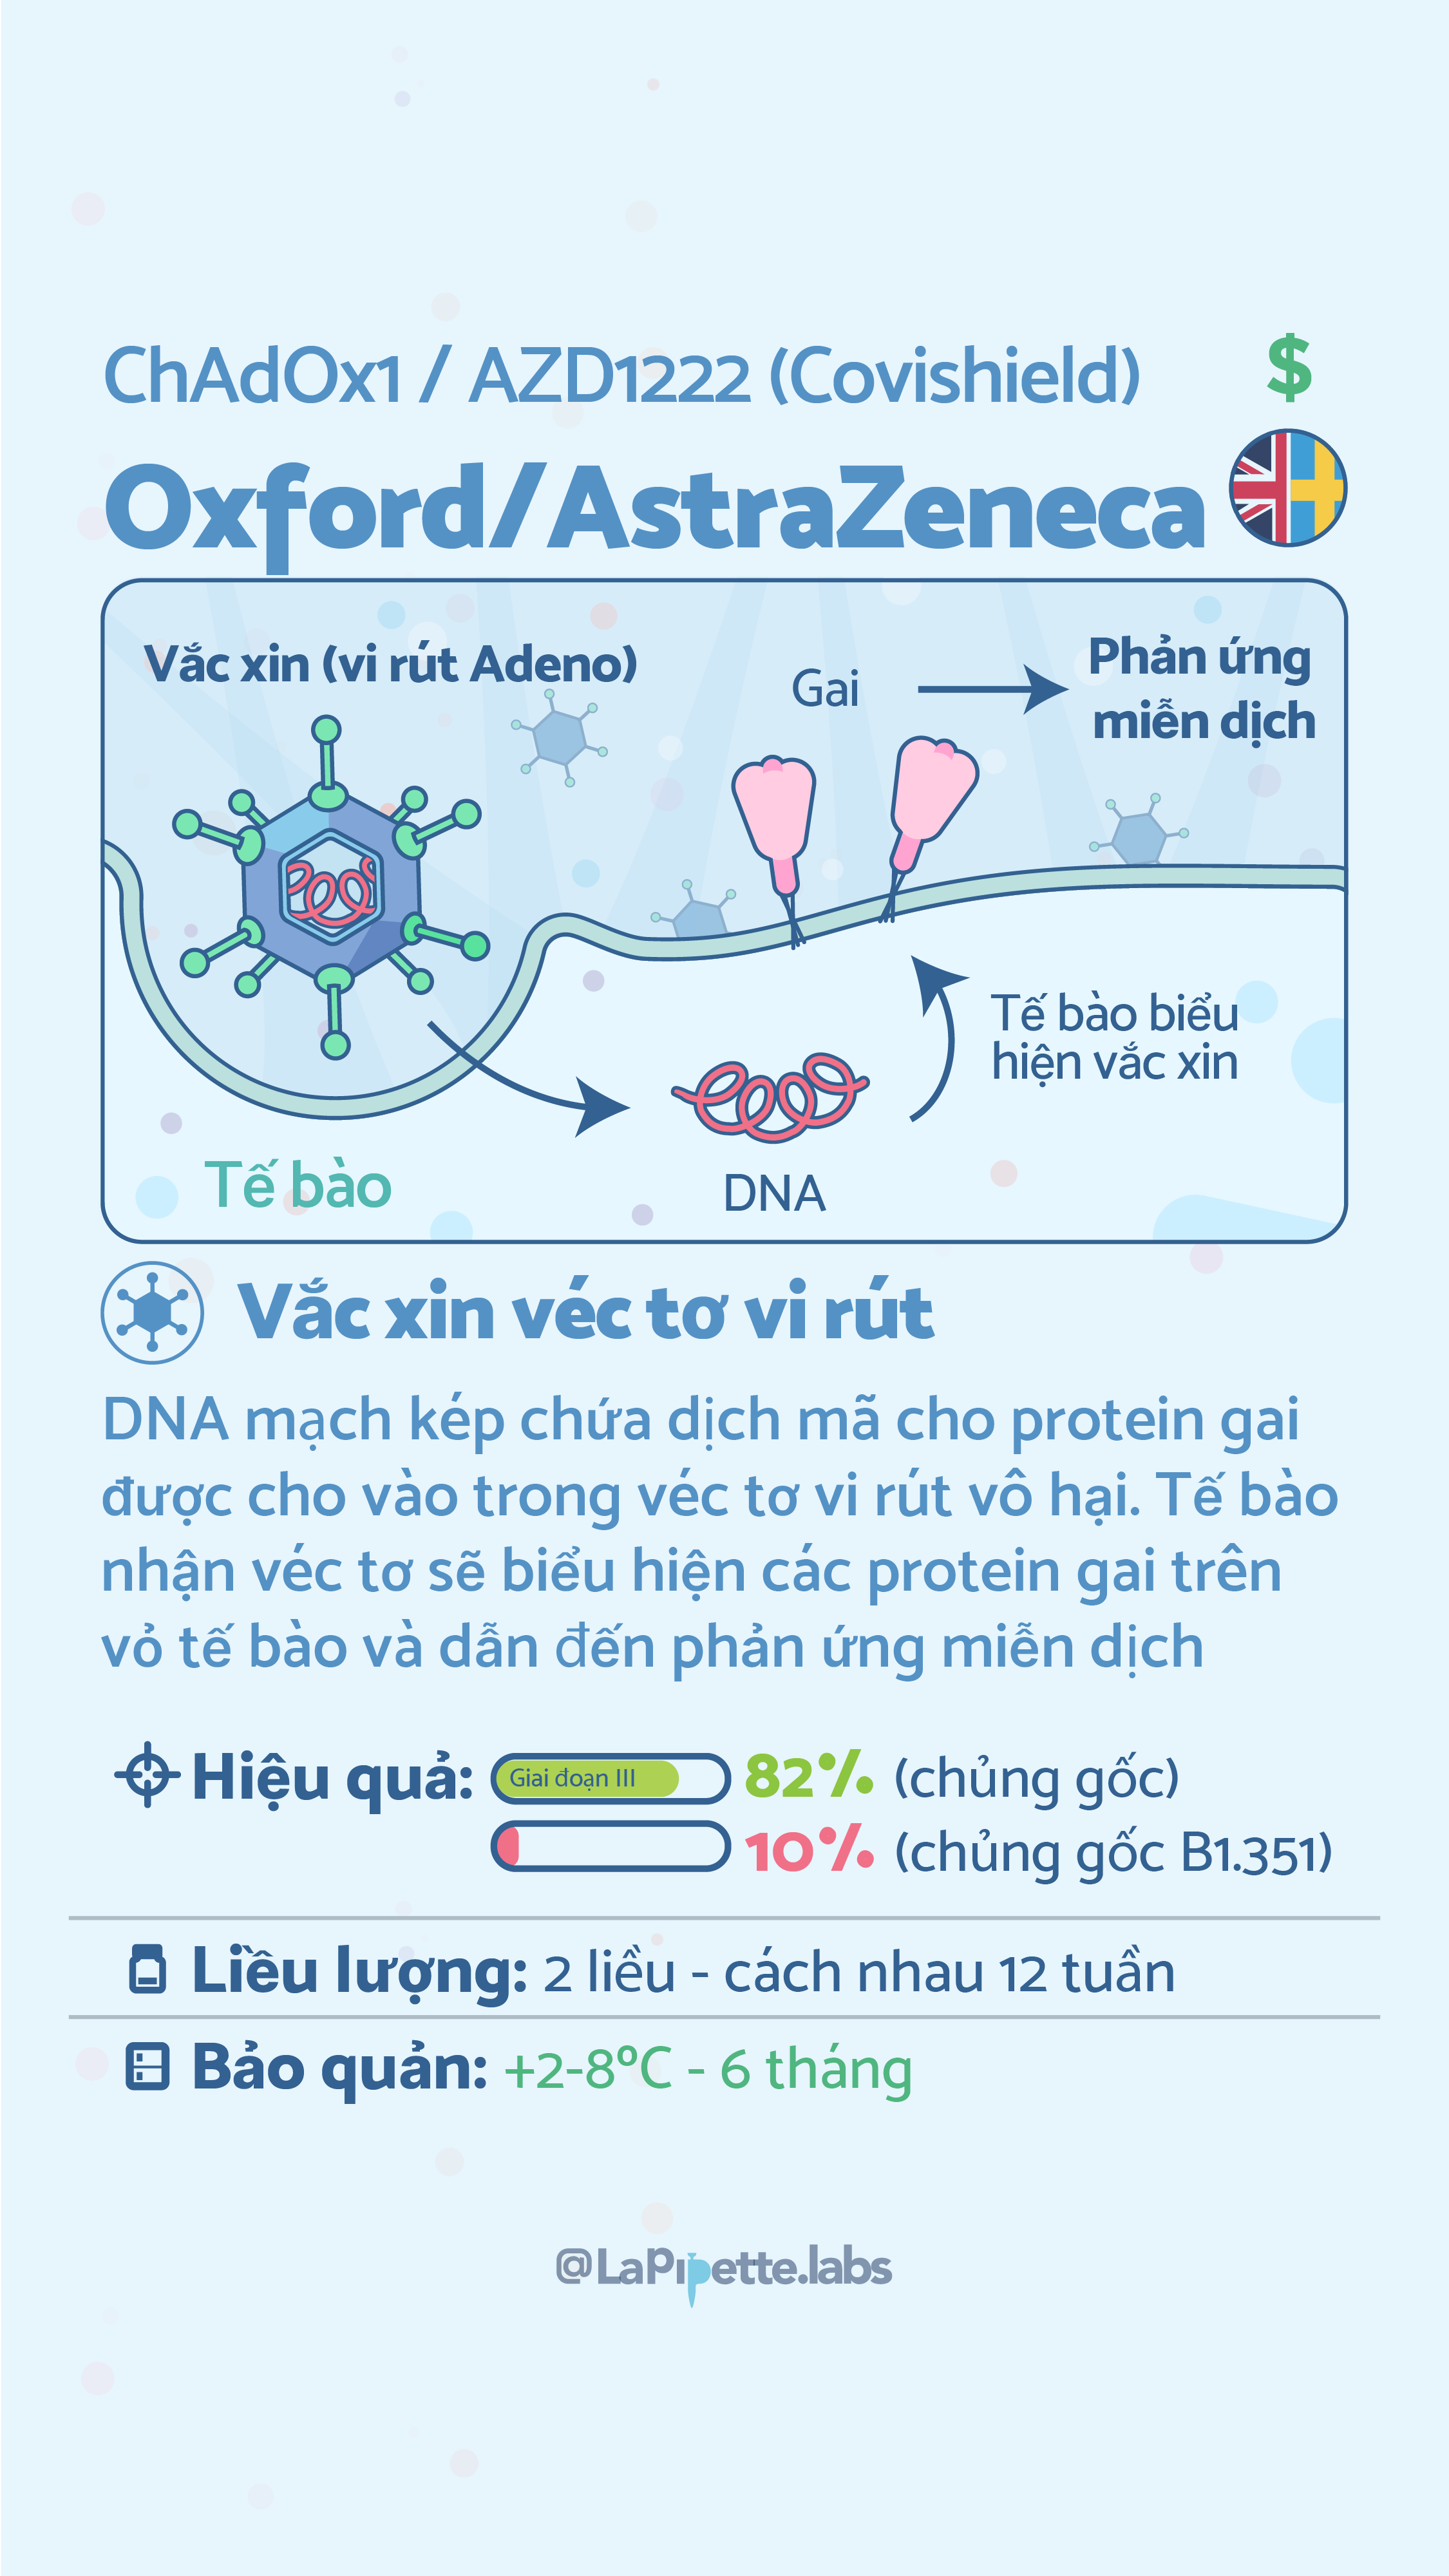 ChAdOx1 / AZD1222 (Covishield)
$
Oxford/AstraZeneca
Vắc xin (vi rút Adeno)
Gai
Phản ứng
miễn dịch
Tế bào biểu
hiện vắc xin
Tế bào
DNA
Vắc xin véc tơ vi rút
DNA mạch kép chứa dịch mã cho protein gai
được cho vào trong véc tơ vi rút vô hại. Tế bào
nhận véc tơ sẽ biểu hiện các protein gai trên
vỏ tế bào và dẫn đến phản ứng miễn dịch
Hiệu quả: Giai đoạn III 82% (chủng gốc)
10% (chủng gốc B1.351)
Liều lượng: 2 liều - cách nhau 12 tuần
Bảo quản: +2-8ºC - 6 tháng
@LaPipette.labs